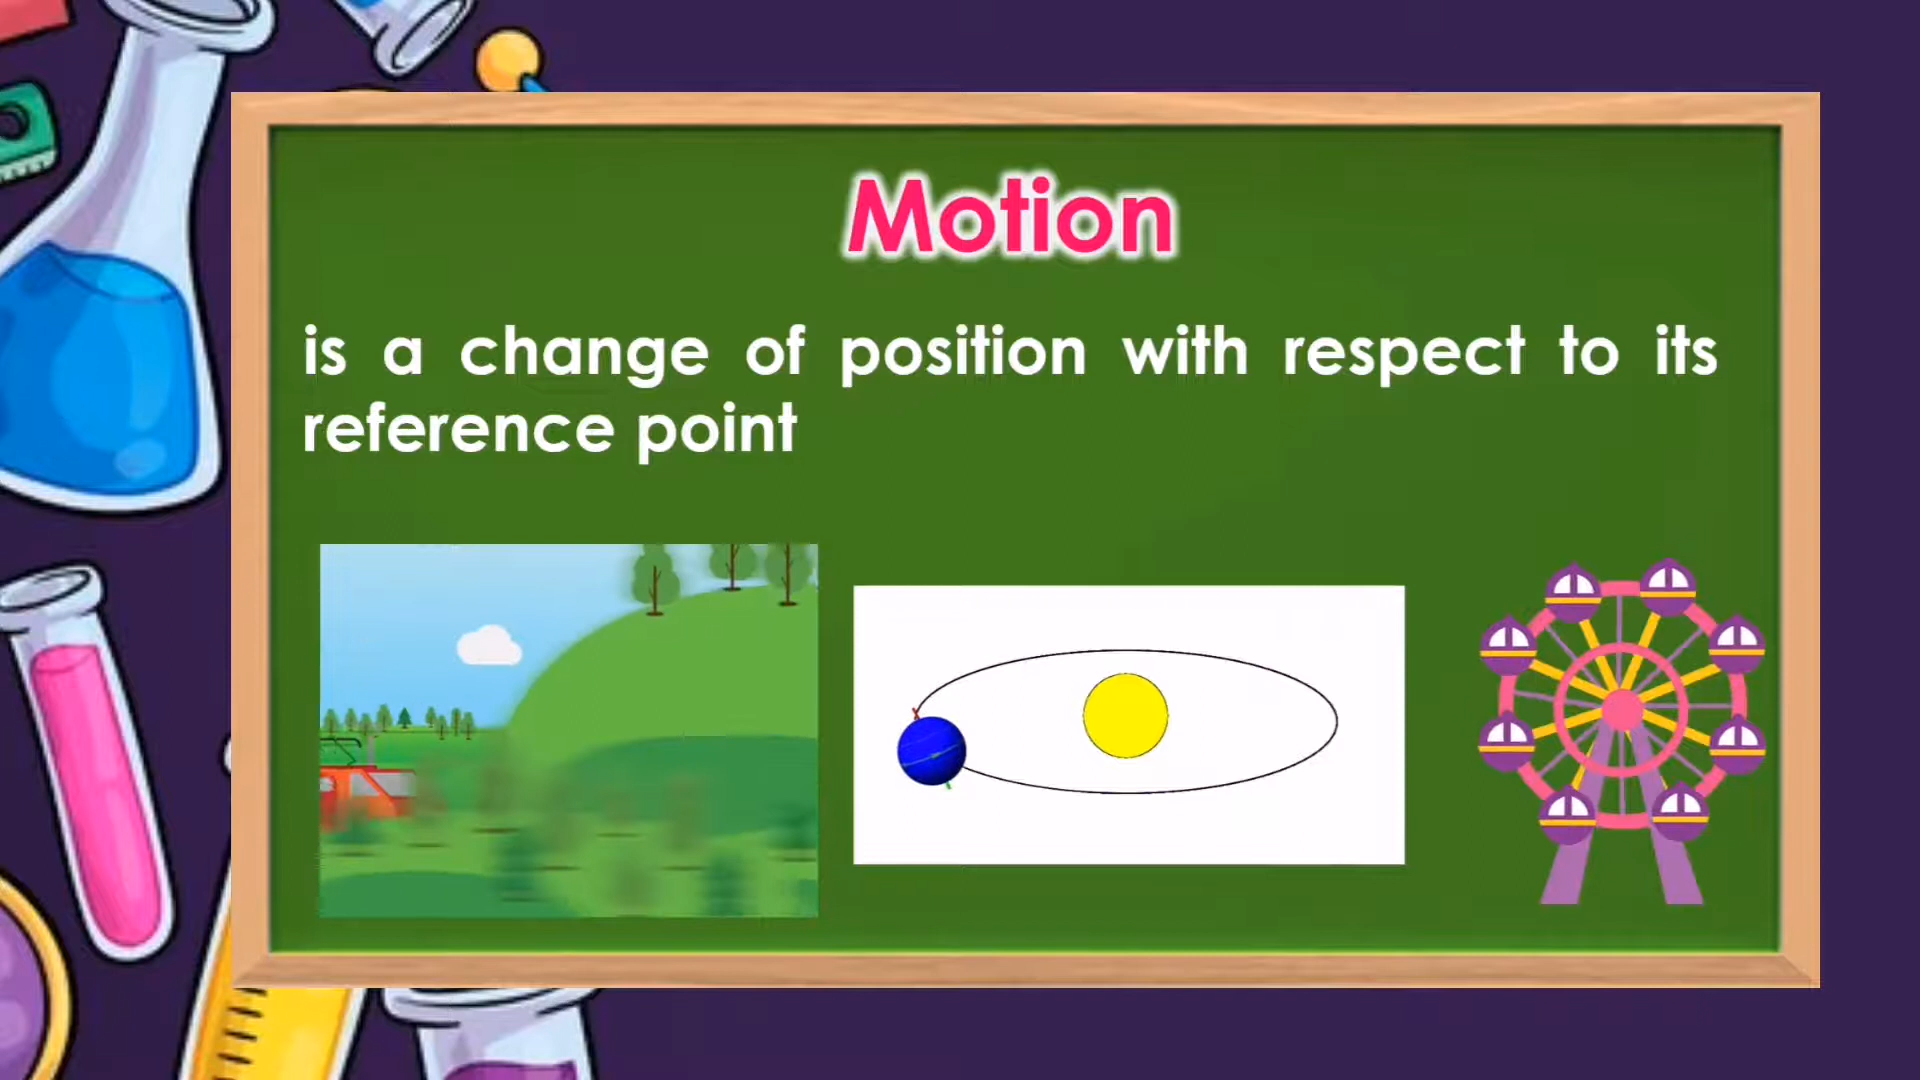 Motion
is a change of position with respect to its
reference point